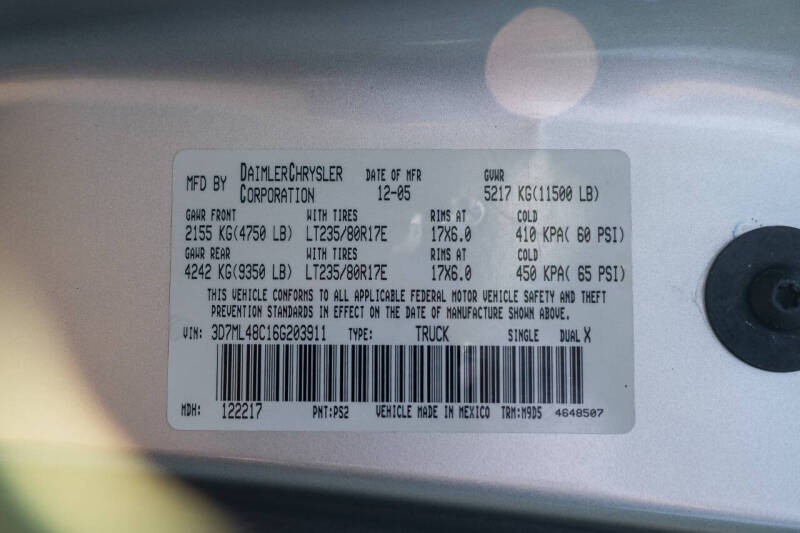 MFD BY DAIMLERCHRYSLER CORPORATION DATE OF MFR 12-05 GVWR 5217 KG(11500 LB)
GAWR FRONT WITH TIRES RIMS AT COLD
2155 KG(4750 LB) LT235/80R17E 17X6.0 410 KPA( 60 PSI)
GAWR REAR WITH TIRES RIMS AT COLD
4242 KG(9350 LB) LT235/80R17E 17X6.0 450 KPA( 65 PSI)
THIS VEHICLE CONFORMS TO ALL APPLICABLE FEDERAL MOTOR VEHICLE SAFETY AND THEFT
PREVENTION STANDARDS IN EFFECT ON THE DATE OF MANUFACTURE SHOWN ABOVE.
VIN: 3D7ML48C16G203911 TYPE: TRUCK SINGLE DUAL X
MDH: 122217 PNT:PS2 VEHICLE MADE IN MEXICO TRM:M9D5 4648507